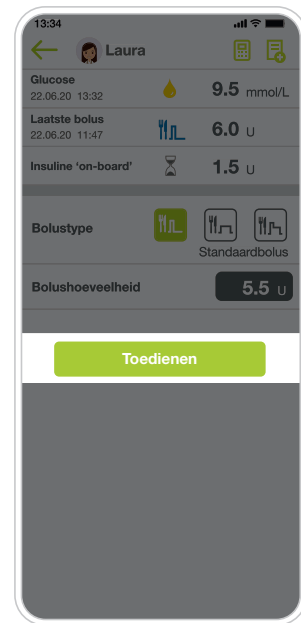 13:34
Laura
Glucose
22.06.20 13:32
9.5 mmol/L
Laatste bolus
22.06.20 11:47
6.0 U
Insuline ‘on-board’
1.5 U
Bolustype
Standaardbolus
Bolushoeveelheid
5.5 U
Toedienen